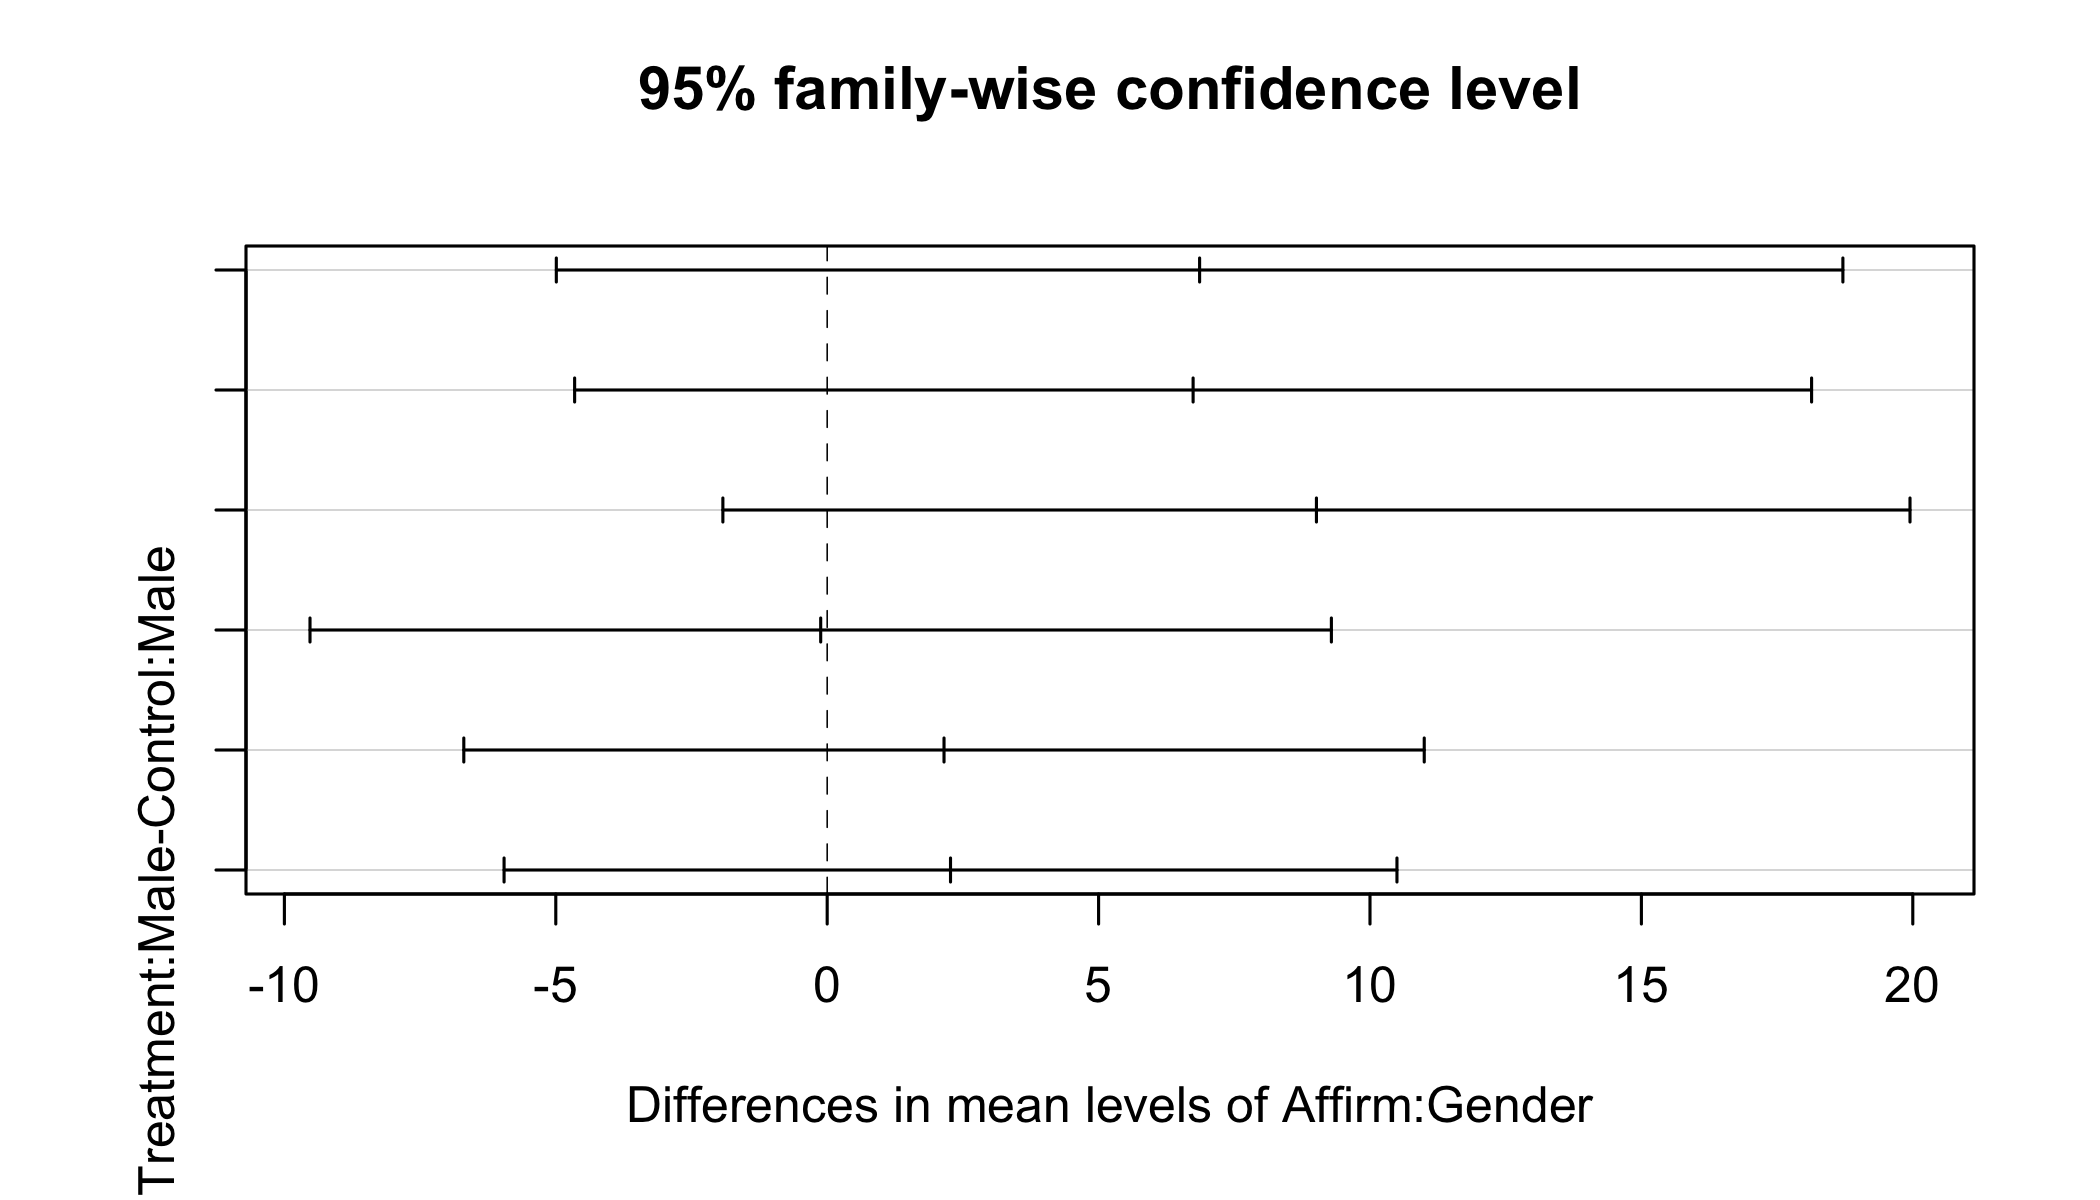 95% family-wise confidence level
Treatment:Male-Control:Male
-10 -5 0 5 10 15 20
Differences in mean levels of Affirm:Gender